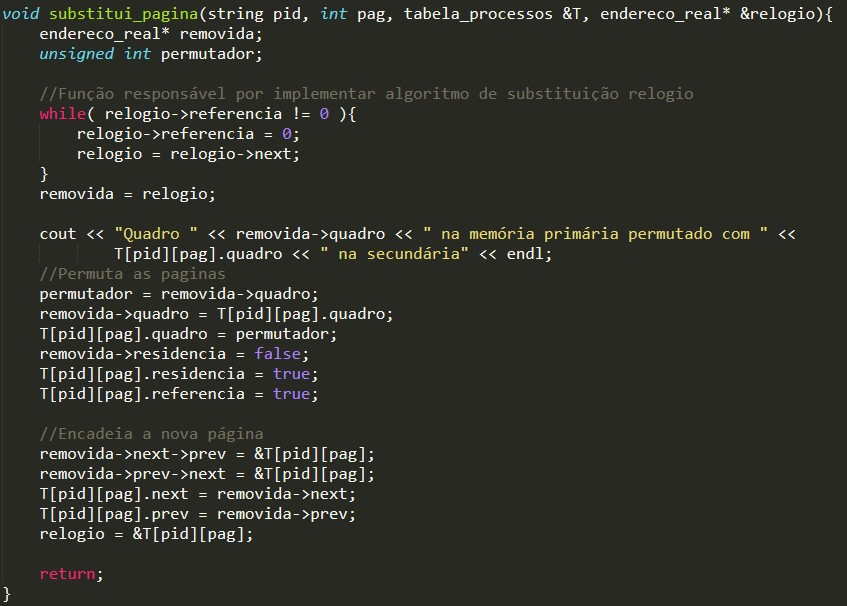 void substitui_pagina(string pid, int pag, tabela_processos &T, endereco_real* &relogio){
    endereco_real* removida;
    unsigned int permutador;

    //Função responsável por implementar algoritmo de substituição relogio
    while( relogio->referencia != 0 ){
        relogio->referencia = 0;
        relogio = relogio->next;
    }
    removida = relogio;

    cout << "Quadro " << removida->quadro << " na memória primária permutado com " <<
            T[pid][pag].quadro << " na secundária" << endl;
    //Permuta as paginas
    permutador = removida->quadro;
    removida->quadro = T[pid][pag].quadro;
    T[pid][pag].quadro = permutador;
    removida->residencia = false;
    T[pid][pag].residencia = true;
    T[pid][pag].referencia = true;

    //Encadeia a nova página
    removida->next->prev = &T[pid][pag];
    removida->prev->next = &T[pid][pag];
    T[pid][pag].next = removida->next;
    T[pid][pag].prev = removida->prev;
    relogio = &T[pid][pag];

    return;
}